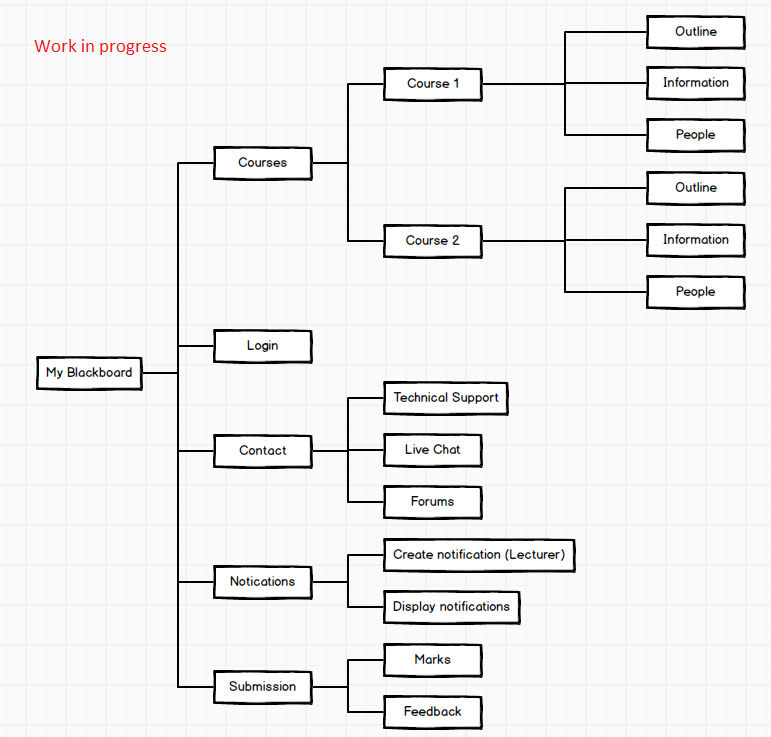 Work in progress
My Blackboard
Courses
Course 1
Outline
Information
People
Course 2
Outline
Information
People
Login
Contact
Technical Support
Live Chat
Forums
Notications
Create notification (Lecturer)
Display notifications
Submission
Marks
Feedback